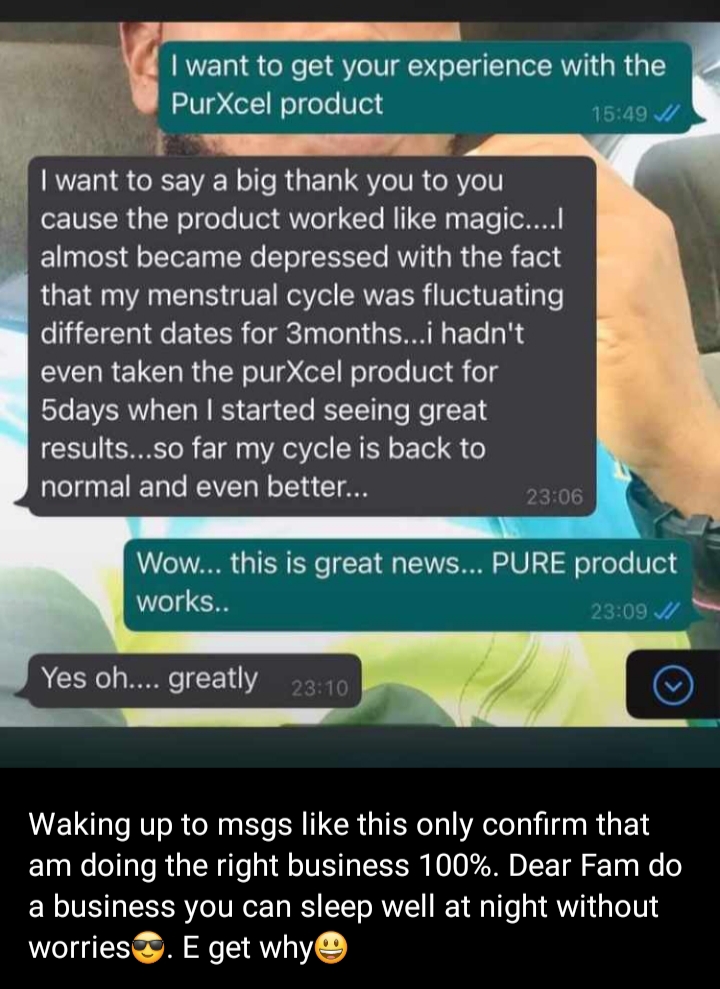 I want to get your experience with the
PurXcel product
15:49
I want to say a big thank you to you
cause the product worked like magic....I
almost became depressed with the fact
that my menstrual cycle was fluctuating
different dates for 3months...i hadn't
even taken the purXcel product for
5days when I started seeing great
results...so far my cycle is back to
normal and even better...
23:06
Wow... this is great news... PURE product
works..
23:09
Yes oh.... greatly
23:10
Waking up to msgs like this only confirm that
am doing the right business 100%. Dear Fam do
a business you can sleep well at night without
worries😎. E get why😃